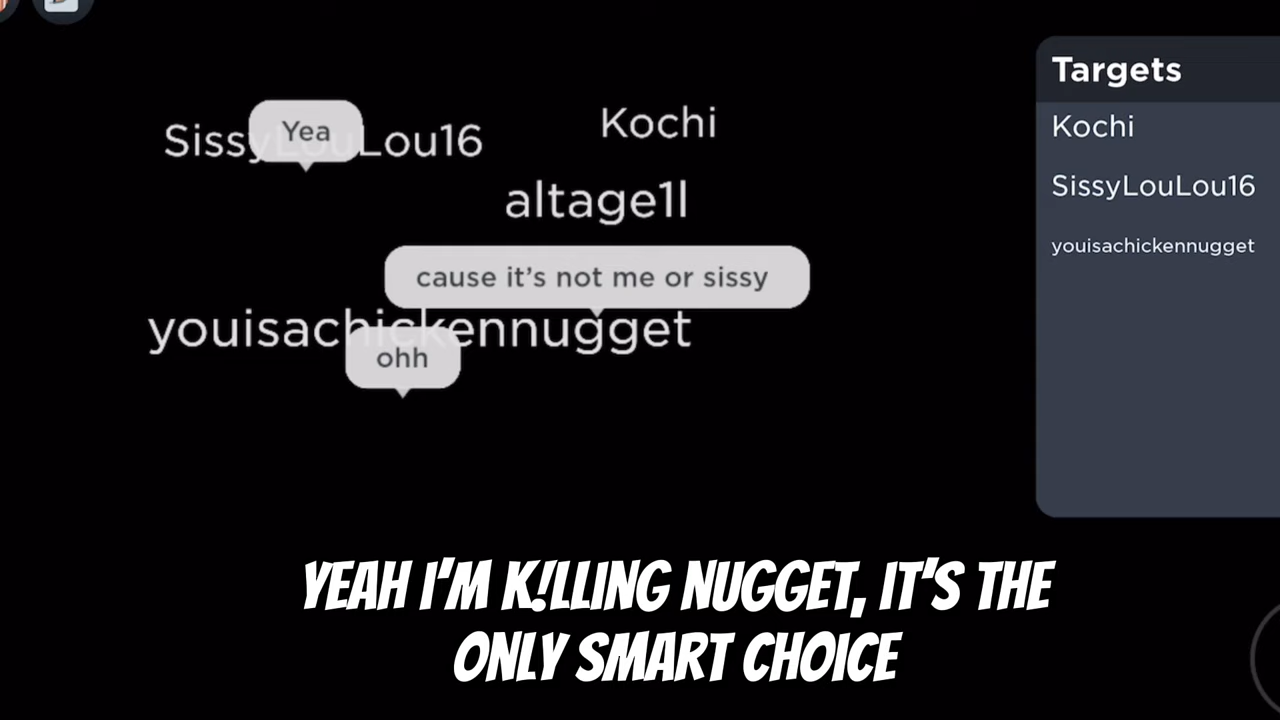 Targets
Kochi
SissyLouLou16
youisachickennugget
SissyLouLou16
Yea
Kochi
altage1l
cause it's not me or sissy
youisachickennugget
ohh
YEAH I'M K!LLING NUGGET, IT'S THE
ONLY SMART CHOICE